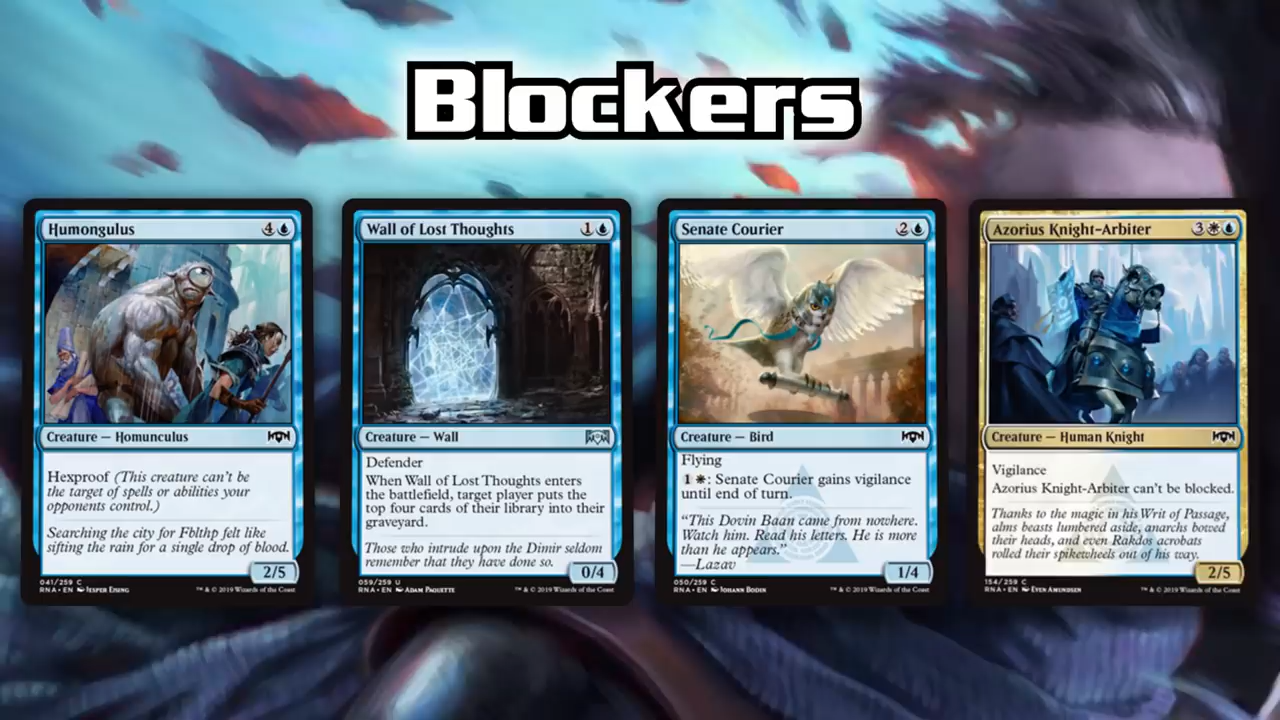 Blockers
Humongulus 4
Creature — Homunculus
Hexproof (This creature can't be
the target of spells or abilities your
opponents control.)
Searching the city for Fblthp felt like
sifting the rain for a single drop of blood.
2/5
041/259 C
RNA • EN Jesper Ejsing
™ & © 2019 Wizards of the Coast
Wall of Lost Thoughts 1
Creature — Wall
Defender
When Wall of Lost Thoughts enters
the battlefield, target player puts the
top four cards of their library into their
graveyard.
Those who intrude upon the Dimir seldom
remember that they have done so.
0/4
059/259 U
RNA • EN Adam Paquette
™ & © 2019 Wizards of the Coast
Senate Courier 2
Creature — Bird
Flying
1 : Senate Courier gains vigilance
until end of turn.
“This Dovin Baan came from nowhere.
Watch him. Read his letters. He is more
than he appears.”
—Lazav
1/4
050/259 C
RNA • EN Johann Bodin
™ & © 2019 Wizards of the Coast
Azorius Knight-Arbiter 3
Creature — Human Knight
Vigilance
Azorius Knight-Arbiter can't be blocked.
Thanks to the magic in his Writ of Passage,
alms beasts lumbered aside, anarchs bowed
their heads, and even Rakdos acrobats
rolled their spikewheels out of his way.
2/5
154/259 C
RNA • EN Even Amundsen
™ & © 2019 Wizards of the Coast